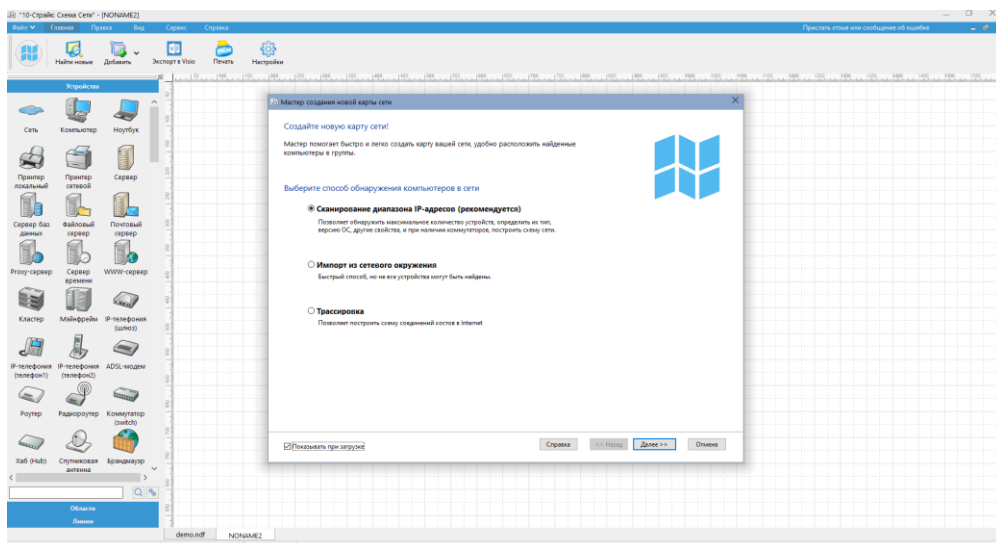 "10-Страйк: Схема Сети" - [NONAME2]
Файл Главная Правка Вид Сервис Справка
Прислать отзыв или сообщение об ошибке
Найти новые Добавить Экспорт в Visio Печать Настройки
Устройства
Сеть Компьютер Ноутбук
Принтер локальный Принтер сетевой Сервер
Сервер баз данных Файловый сервер Почтовый сервер
Proxy-сервер Сервер времени WWW-сервер
Кластер Мэйнфрейм IP-телефония (шлюз)
IP-телефония (телефон1) IP-телефония (телефон2) ADSL-модем
Роутер Радиороутер Коммутатор (switch)
Хаб (Hub) Спутниковая антенна Брандмауэр
Области
Линии
Мастер создания новой карты сети
Создайте новую карту сети!
Мастер помогает быстро и легко создать карту вашей сети, удобно расположить найденные
компьютеры в группы.
Выберите способ обнаружения компьютеров в сети
Сканирование диапазона IP-адресов (рекомендуется)
Позволяет обнаружить максимальное количество устройств, определить их тип,
версию ОС, другие свойства, и при наличии коммутаторов, построить схему сети.
Импорт из сетевого окружения
Быстрый способ, но не все устройства могут быть найдены.
Трассировка
Позволяет построить схему соединений хостов в Internet
Показывать при загрузке
Справка << Назад Далее >> Отмена
demo.ndf NONAME2